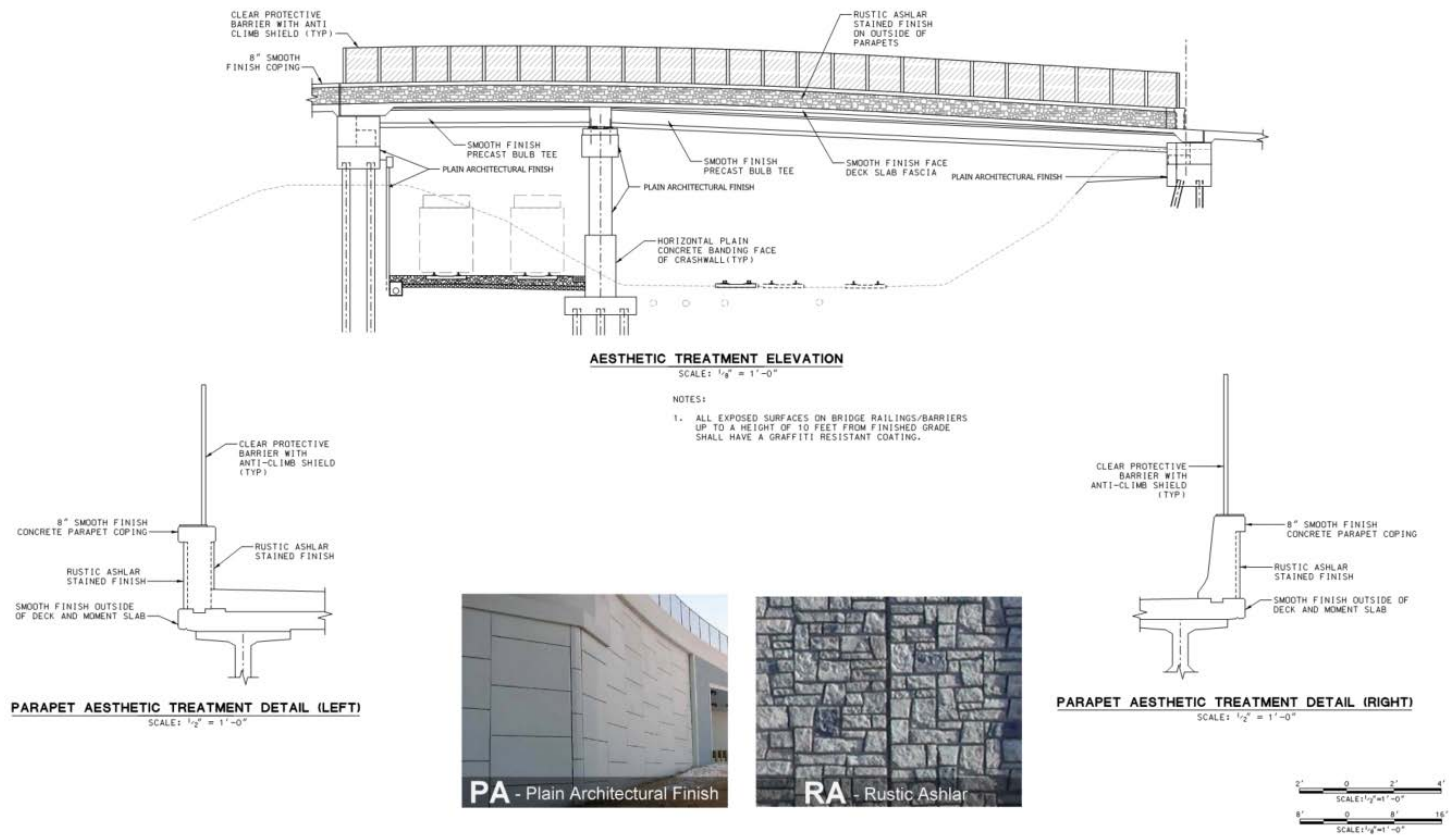 CLEAR PROTECTIVE
BARRIER WITH ANTI
CLIMB SHIELD (TYP)
8" SMOOTH
FINISH COPING
RUSTIC ASHLAR
STAINED FINISH
ON OUTSIDE OF
PARAPETS
SMOOTH FINISH
PRECAST BULB TEE
PLAIN ARCHITECTURAL FINISH
SMOOTH FINISH
PRECAST BULB TEE
PLAIN ARCHITECTURAL FINISH
SMOOTH FINISH FACE
DECK SLAB FASCIA
PLAIN ARCHITECTURAL FINISH
HORIZONTAL PLAIN
CONCRETE BANDING FACE
OF CRASHWALL(TYP)
AESTHETIC TREATMENT ELEVATION
SCALE: 1/8" = 1'-0"
NOTES:
1. ALL EXPOSED SURFACES ON BRIDGE RAILINGS/BARRIERS
UP TO A HEIGHT OF 10 FEET FROM FINISHED GRADE
SHALL HAVE A GRAFFITI RESISTANT COATING.
CLEAR PROTECTIVE
BARRIER WITH
ANTI-CLIMB SHIELD
(TYP)
8" SMOOTH FINISH
CONCRETE PARAPET COPING
RUSTIC ASHLAR
STAINED FINISH
RUSTIC ASHLAR
STAINED FINISH
SMOOTH FINISH OUTSIDE
OF DECK AND MOMENT SLAB
PARAPET AESTHETIC TREATMENT DETAIL (LEFT)
SCALE: 1/2" = 1'-0"
PA - Plain Architectural Finish
RA - Rustic Ashlar
CLEAR PROTECTIVE
BARRIER WITH
ANTI-CLIMB SHIELD
(TYP)
8" SMOOTH FINISH
CONCRETE PARAPET COPING
RUSTIC ASHLAR
STAINED FINISH
SMOOTH FINISH OUTSIDE OF
DECK AND MOMENT SLAB
PARAPET AESTHETIC TREATMENT DETAIL (RIGHT)
SCALE: 1/2" = 1'-0"
2' 0 2' 4'
SCALE:1/2"=1'-0"
8' 0 8' 16'
SCALE:1/8"=1'-0"